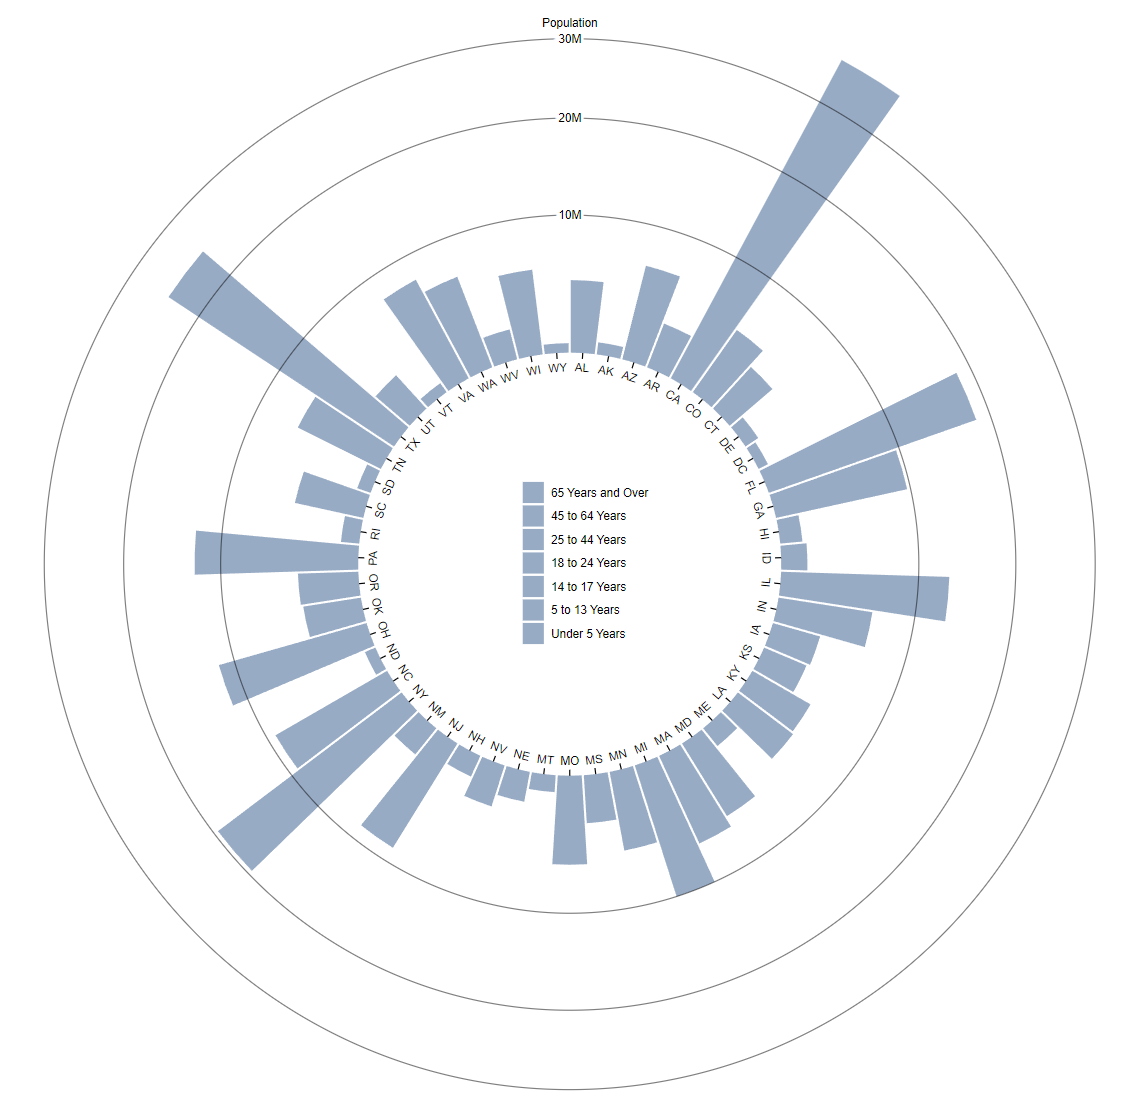 Population
30M
20M
10M
AL
AK
AZ
AR
CA
CO
CT
DE
DC
FL
GA
HI
ID
IL
IN
IA
KS
KY
LA
ME
MD
MA
MI
MN
MS
MO
MT
NE
NV
NH
NJ
NM
NY
NC
ND
OH
OK
OR
PA
RI
SC
SD
TN
TX
UT
VT
VA
WA
WV
WI
WY
65 Years and Over
45 to 64 Years
25 to 44 Years
18 to 24 Years
14 to 17 Years
5 to 13 Years
Under 5 Years